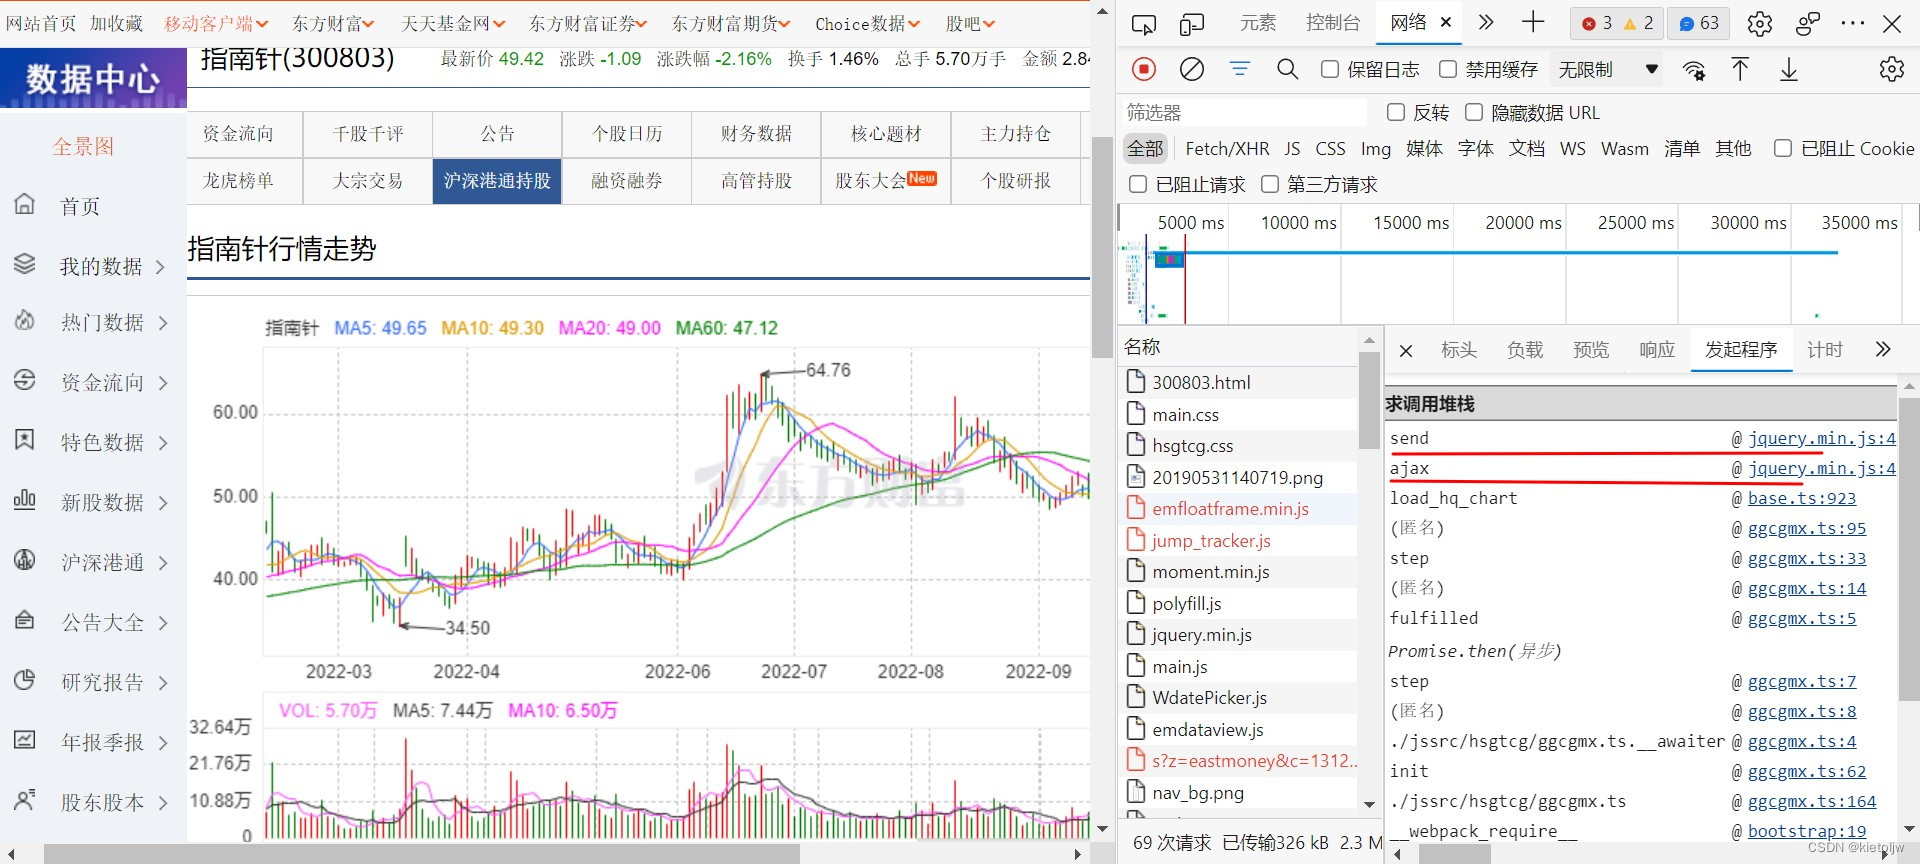 网站首页 加收藏 移动客户端 东方财富 天天基金网 东方财富证券 东方财富期货 Choice数据 股吧
数据中心
指南针(300803) 最新价 49.42 涨跌 -1.09 涨跌幅 -2.16% 换手 1.46% 总手 5.70万手 金额 2.84
资金流向 千股千评 公告 个股日历 财务数据 核心题材 主力持仓
龙虎榜单 大宗交易 沪深港通持股 融资融券 高管持股 股东大会 New 个股研报
全景图
首页
我的数据
热门数据
资金流向
特色数据
新股数据
沪深港通
公告大全
研究报告
年报季报
股东股本
指南针行情走势
指南针 MA5: 49.65 MA10: 49.30 MA20: 49.00 MA60: 47.12
64.76
60.00
50.00
40.00
34.50
东方财富
2022-03 2022-04 2022-06 2022-07 2022-08 2022-09
VOL: 5.70万 MA5: 7.44万 MA10: 6.50万
32.64万
21.76万
10.88万
0
元素 控制台 网络 3 2 63
保留日志 禁用缓存 无限制
筛选器 反转 隐藏数据 URL
全部 Fetch/XHR JS CSS Img 媒体 字体 文档 WS Wasm 清单 其他 已阻止 Cookie
已阻止请求 第三方请求
5000 ms 10000 ms 15000 ms 20000 ms 25000 ms 30000 ms 35000 ms
名称
300803.html
main.css
hsgtcg.css
20190531140719.png
emfloatframe.min.js
jump_tracker.js
moment.min.js
polyfill.js
jquery.min.js
main.js
WdatePicker.js
emdataview.js
s?z=eastmoney&c=1312..
nav_bg.png
69 次请求 已传输326 kB 2.3 M
标头 负载 预览 响应 发起程序 计时
求调用堆栈
send @ jquery.min.js:4
ajax @ jquery.min.js:4
load_hq_chart @ base.ts:923
(匿名) @ ggcgmx.ts:95
step @ ggcgmx.ts:33
(匿名) @ ggcgmx.ts:14
fulfilled @ ggcgmx.ts:5
Promise.then(异步)
step @ ggcgmx.ts:7
(匿名) @ ggcgmx.ts:8
./jssrc/hsgtcg/ggcgmx.ts.__awaiter @ ggcgmx.ts:4
init @ ggcgmx.ts:62
./jssrc/hsgtcg/ggcgmx.ts @ ggcgmx.ts:164
__webpack_require__ @ bootstrap:19
CSDN @kietoljw